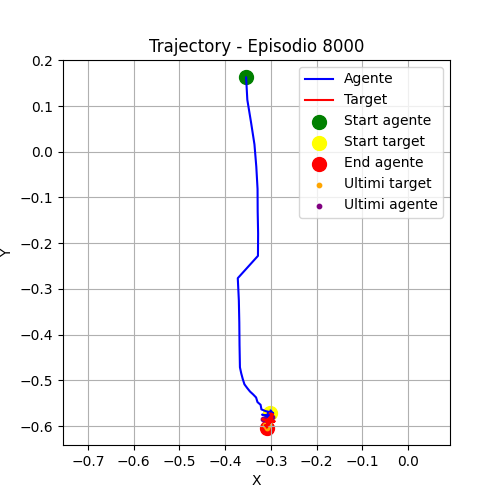 Trajectory - Episodio 8000
Agente
Target
Start agente
Start target
End agente
Ultimi target
Ultimi agente
Y
0.2
0.1
0.0
−0.1
−0.2
−0.3
−0.4
−0.5
−0.6
−0.7 −0.6 −0.5 −0.4 −0.3 −0.2 −0.1 0.0
X